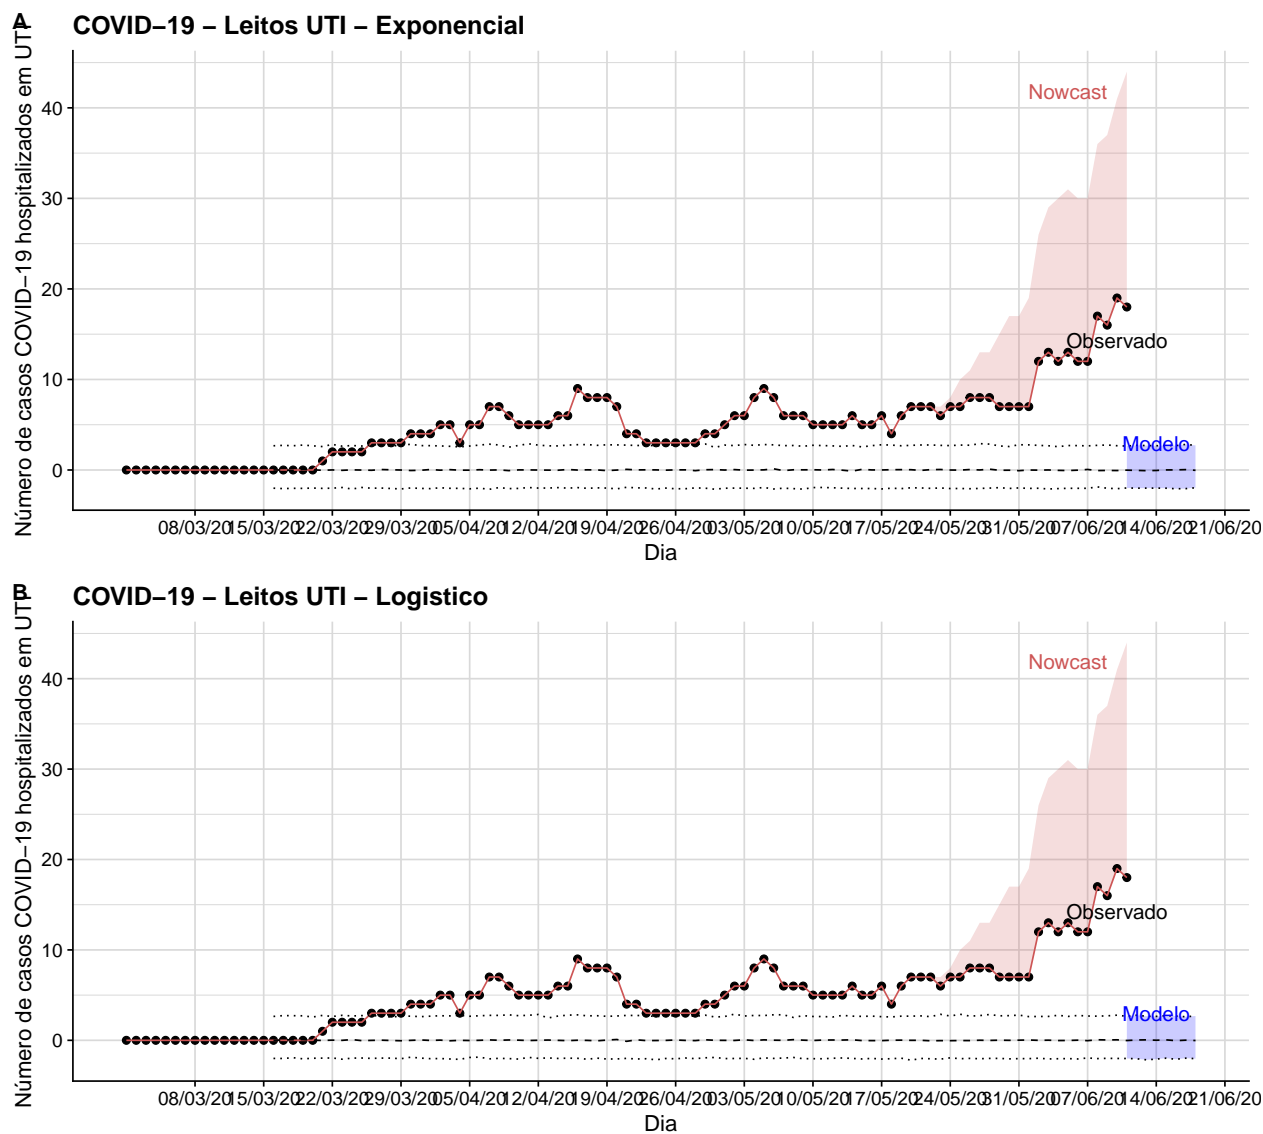 A
COVID–19 – Leitos UTI – Exponencial
Número de casos COVID–19 hospitalizados em UTI
40
30
20
10
0
Nowcast
Observado
Modelo
08/03/20 15/03/20 22/03/20 29/03/20 05/04/20 12/04/20 19/04/20 26/04/20 03/05/20 10/05/20 17/05/20 24/05/20 31/05/20 07/06/20 14/06/20 21/06/20
Dia
B
COVID–19 – Leitos UTI – Logistico
Número de casos COVID–19 hospitalizados em UTI
40
30
20
10
0
Nowcast
Observado
Modelo
08/03/20 15/03/20 22/03/20 29/03/20 05/04/20 12/04/20 19/04/20 26/04/20 03/05/20 10/05/20 17/05/20 24/05/20 31/05/20 07/06/20 14/06/20 21/06/20
Dia